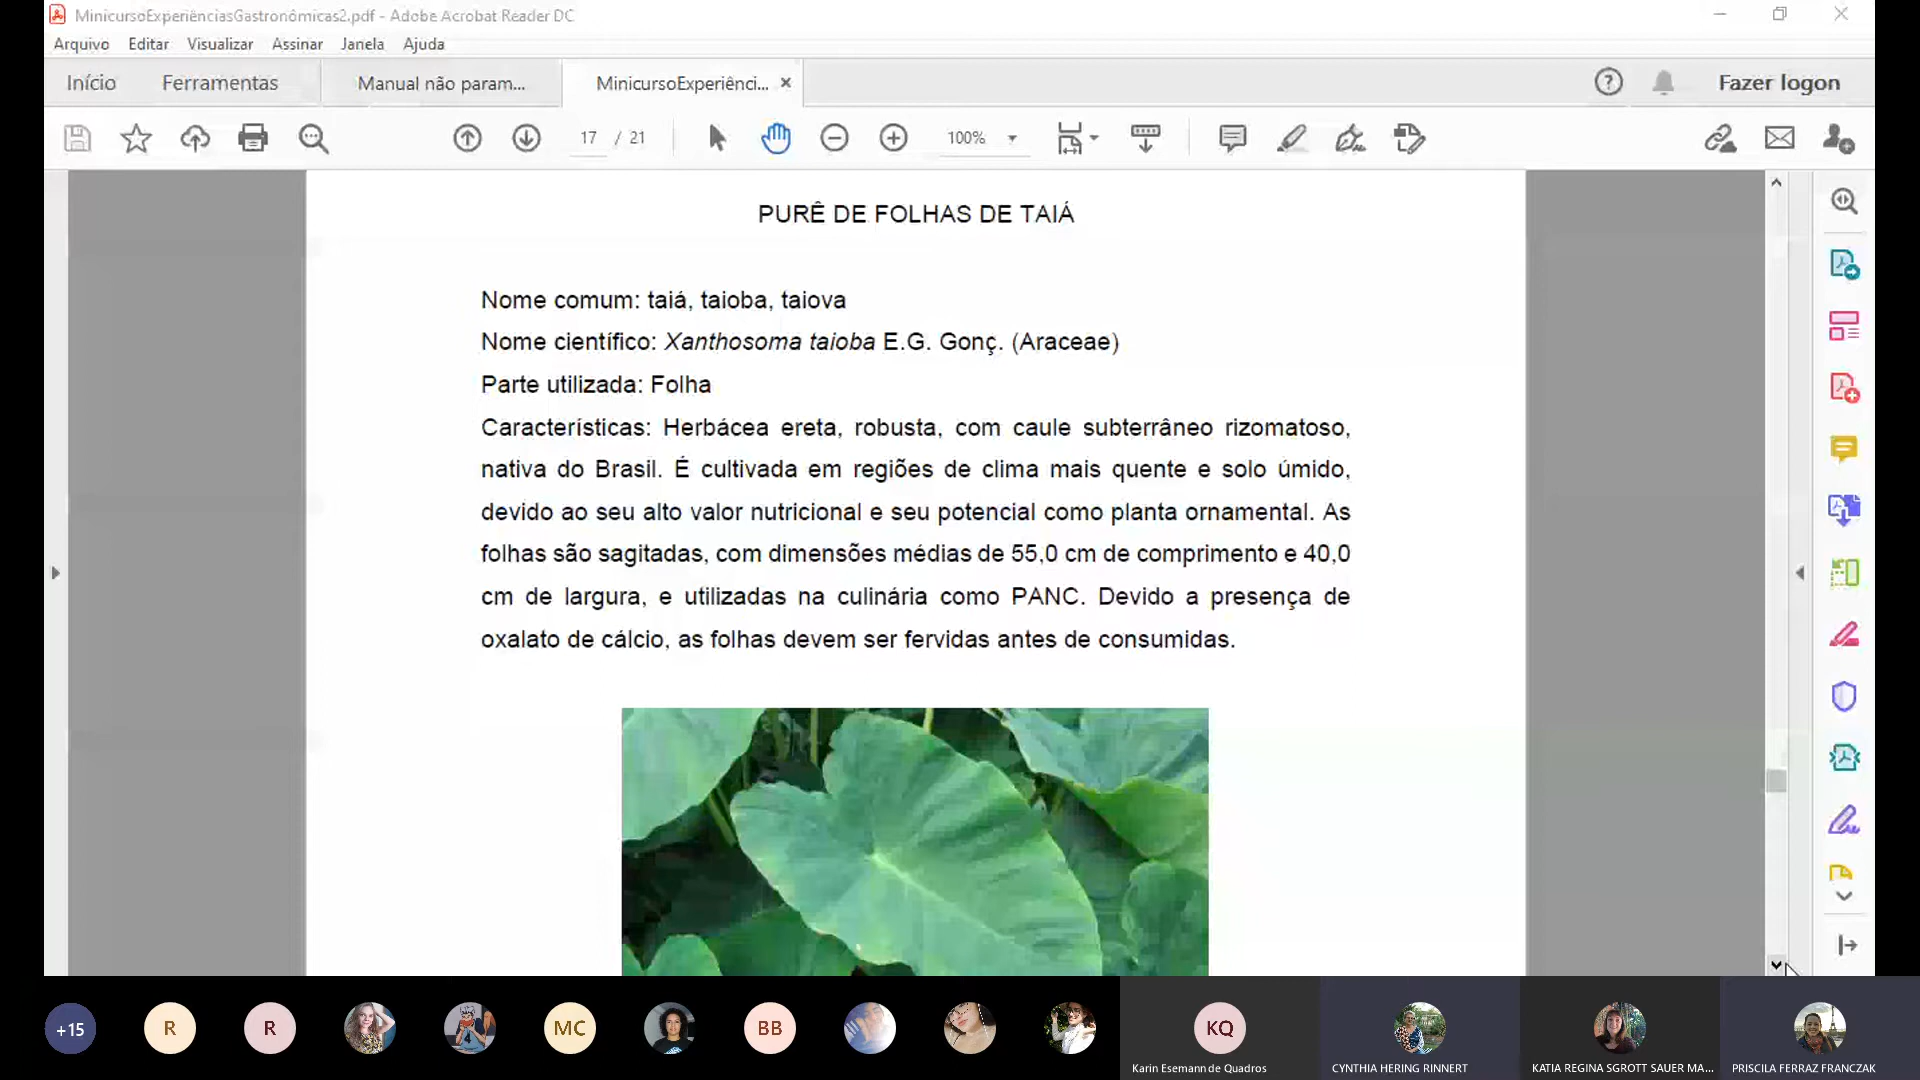 MinicursoExperiênciasGastronômicas2.pdf - Adobe Acrobat Reader DC
Arquivo Editar Visualizar Assinar Janela Ajuda
Início Ferramentas Manual não param... MinicursoExperiênci... Fazer logon
17 / 21 100%
PURÊ DE FOLHAS DE TAIÁ
Nome comum: taiá, taioba, taiova
Nome científico: Xanthosoma taioba E.G. Gonç. (Araceae)
Parte utilizada: Folha
Características: Herbácea ereta, robusta, com caule subterrâneo rizomatoso,
nativa do Brasil. É cultivada em regiões de clima mais quente e solo úmido,
devido ao seu alto valor nutricional e seu potencial como planta ornamental. As
folhas são sagitadas, com dimensões médias de 55,0 cm de comprimento e 40,0
cm de largura, e utilizadas na culinária como PANC. Devido a presença de
oxalato de cálcio, as folhas devem ser fervidas antes de consumidas.
+15 R R MC BB KQ
Karin Esemann de Quadros CYNTHIA HERING RINNERT KATIA REGINA SGROTT SAUER MA... PRISCILA FERRAZ FRANCZAK